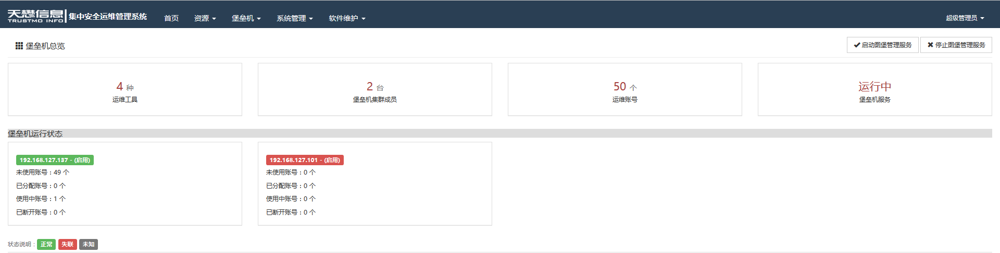 天懋信息 集中安全运维管理系统 首页 资源 堡垒机 系统管理 软件维护 超级管理员
TRUSTMO INFO
堡垒机总览 启动图堡管理服务 停止图堡管理服务
4 种 2 台 50 个 运行中
运维工具 堡垒机集群成员 运维账号 堡垒机服务
堡垒机运行状态
192.168.127.137 - (启用) 192.168.127.101 - (启用)
未使用账号：49 个 未使用账号：0 个
已分配账号：0 个 已分配账号：0 个
使用中账号：1 个 使用中账号：0 个
已断开账号：0 个 已断开账号：0 个
状态说明：正常 失联 未知